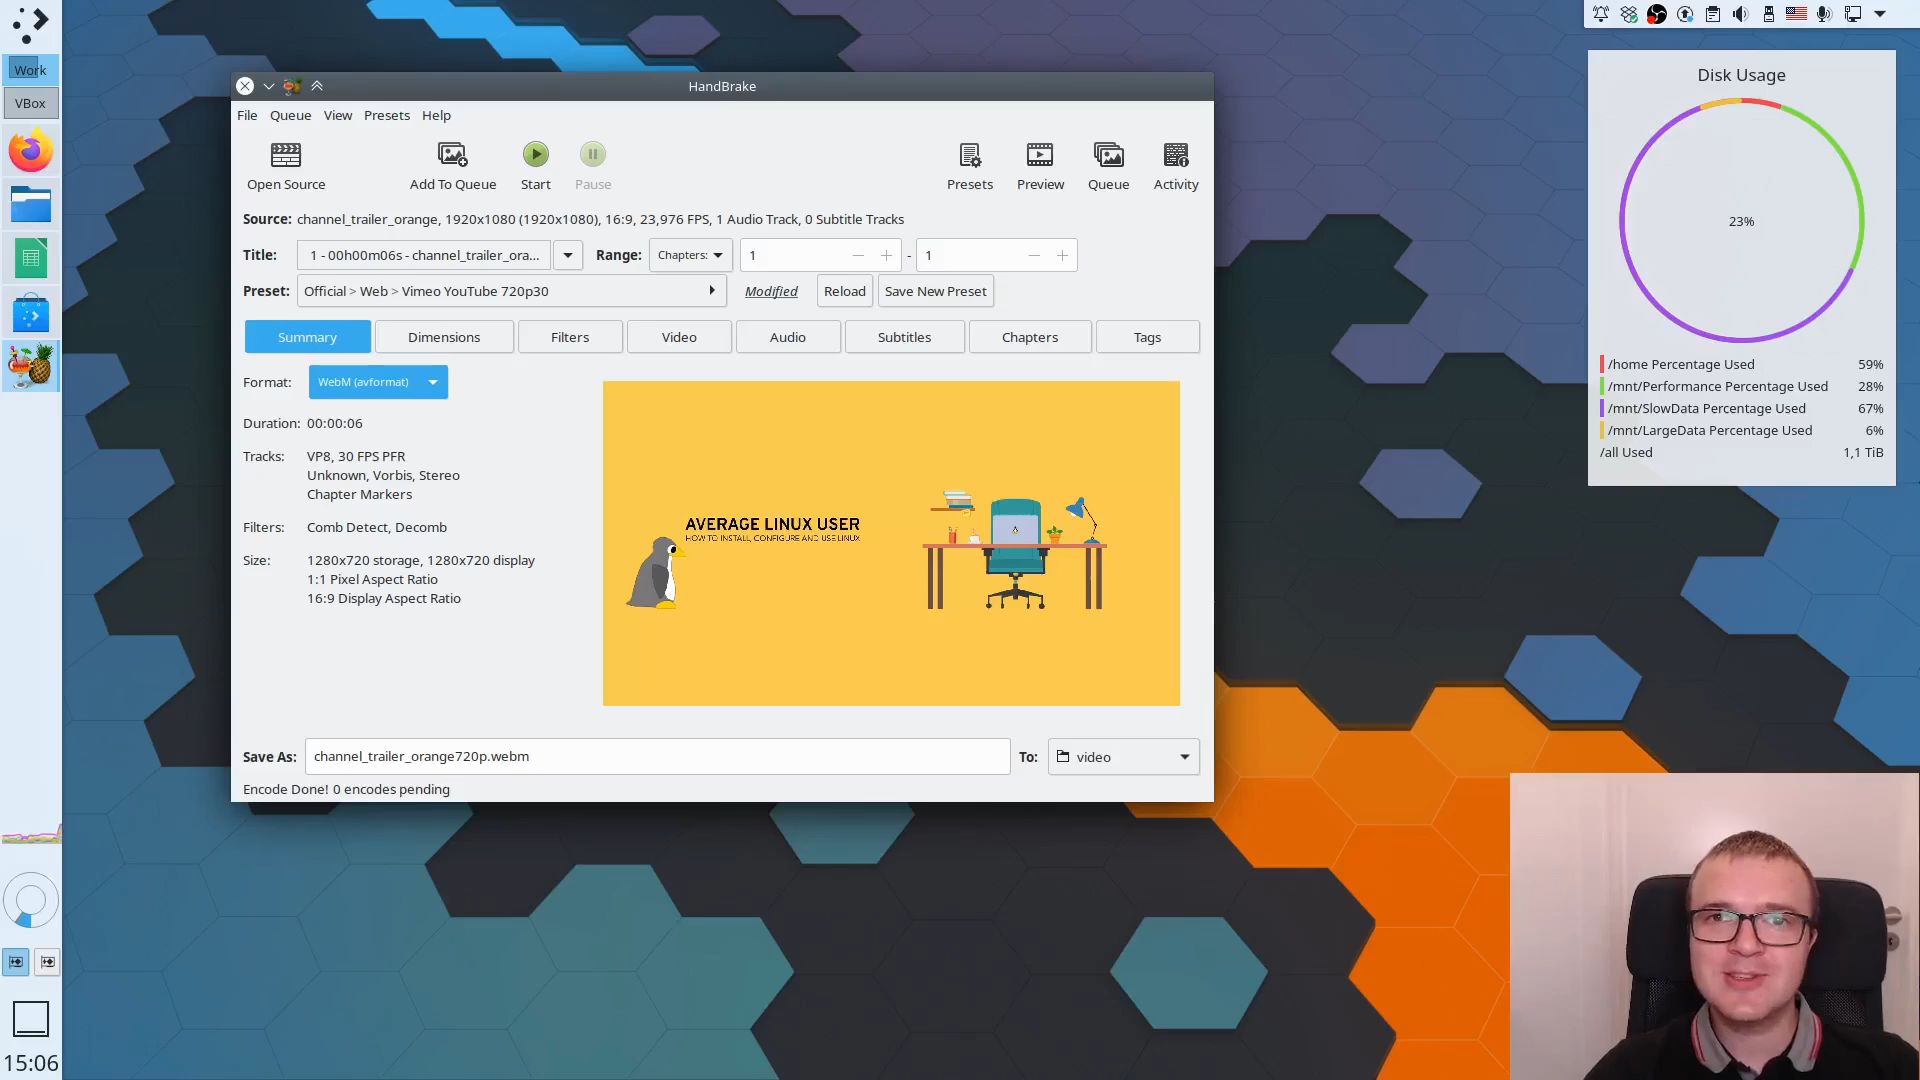 Work
VBox
15:06
HandBrake
File Queue View Presets Help
Open Source
Add To Queue
Start
Pause
Presets
Preview
Queue
Activity
Source: channel_trailer_orange, 1920x1080 (1920x1080), 16:9, 23,976 FPS, 1 Audio Track, 0 Subtitle Tracks
Title: 1 - 00h00m06s - channel_trailer_ora... Range: Chapters: 1 - 1
Preset: Official > Web > Vimeo YouTube 720p30 Modified Reload Save New Preset
Summary Dimensions Filters Video Audio Subtitles Chapters Tags
Format: WebM (avformat)
Duration: 00:00:06
Tracks: VP8, 30 FPS PFR
Unknown, Vorbis, Stereo
Chapter Markers
Filters: Comb Detect, Decomb
Size: 1280x720 storage, 1280x720 display
1:1 Pixel Aspect Ratio
16:9 Display Aspect Ratio
AVERAGE LINUX USER
HOW TO INSTALL, CONFIGURE AND USE LINUX
Save As: channel_trailer_orange720p.webm To: video
Encode Done! 0 encodes pending
Disk Usage
23%
/home Percentage Used 59%
/mnt/Performance Percentage Used 28%
/mnt/SlowData Percentage Used 67%
/mnt/LargeData Percentage Used 6%
/all Used 1,1 TiB